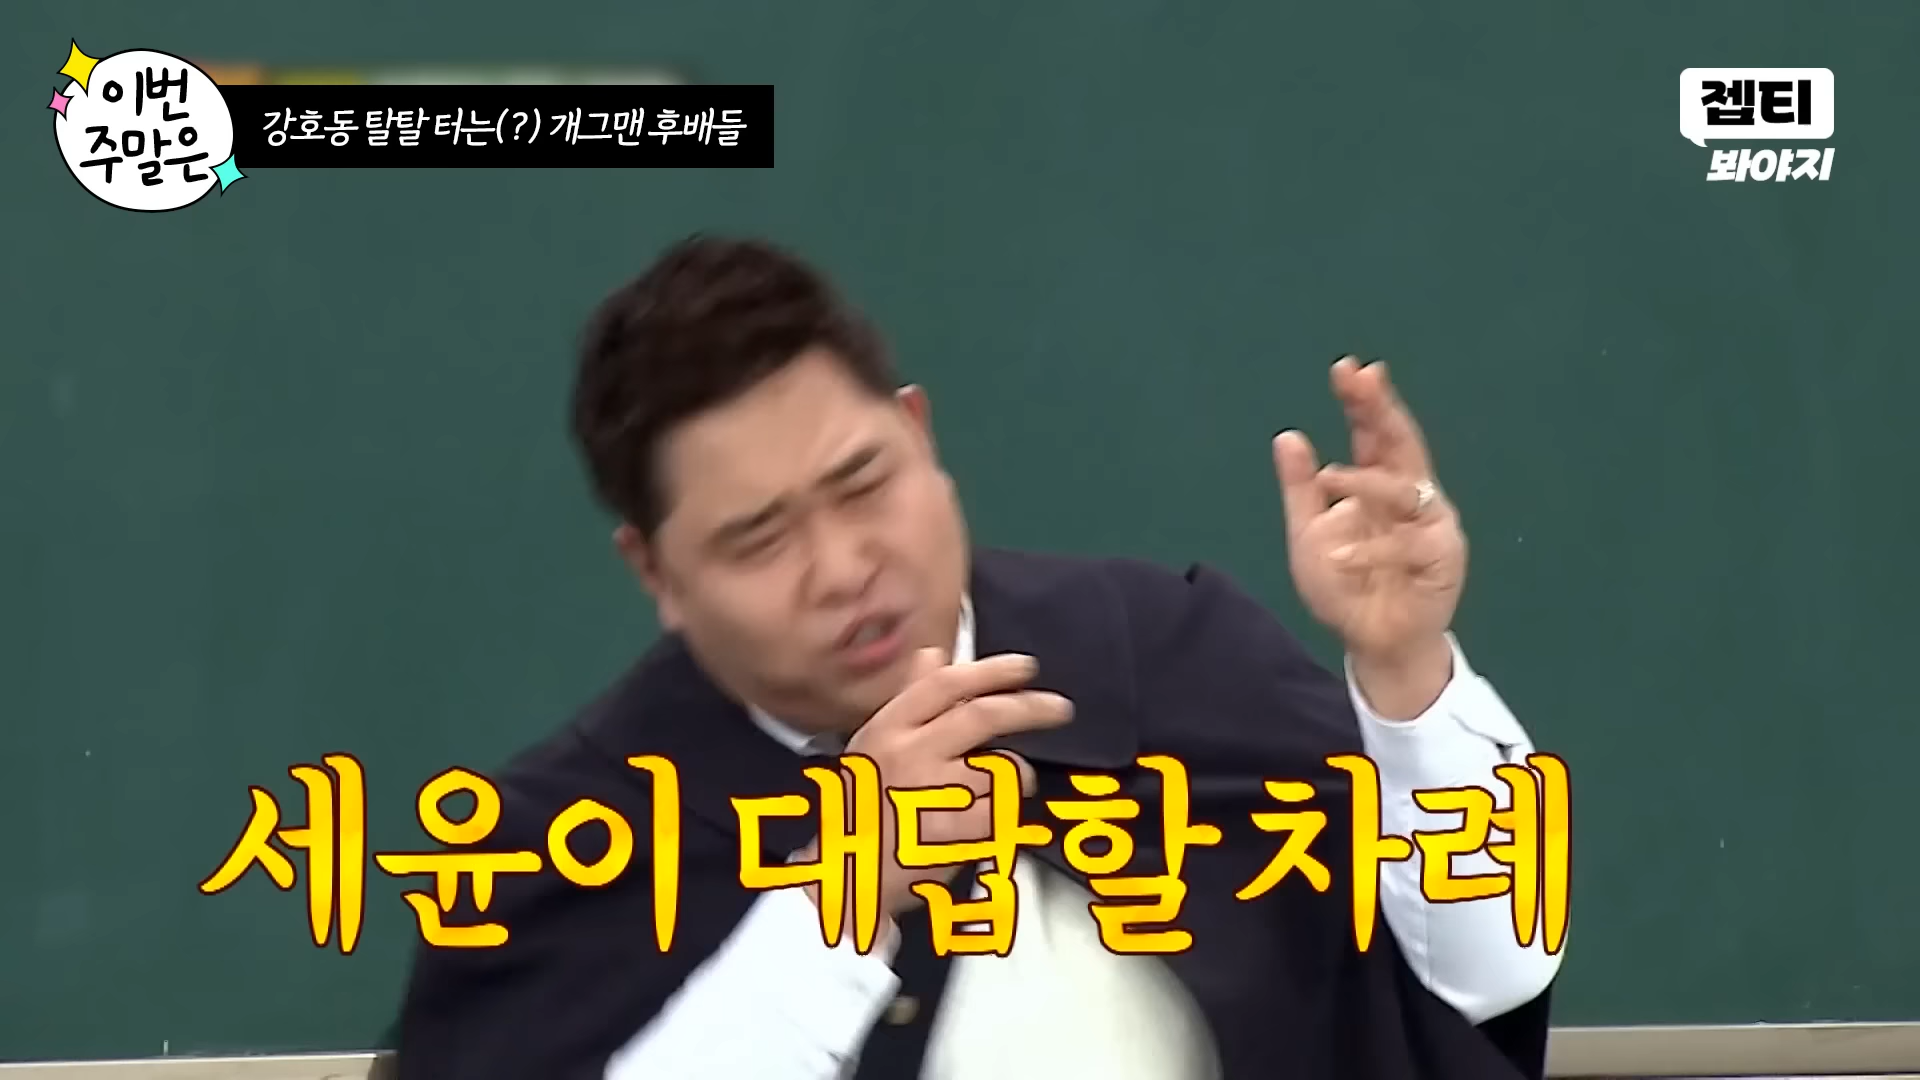 이번
주말은
강호동 탈탈 터는(?) 개그맨 후배들
젭티
봐야지
세윤이 대답할 차례